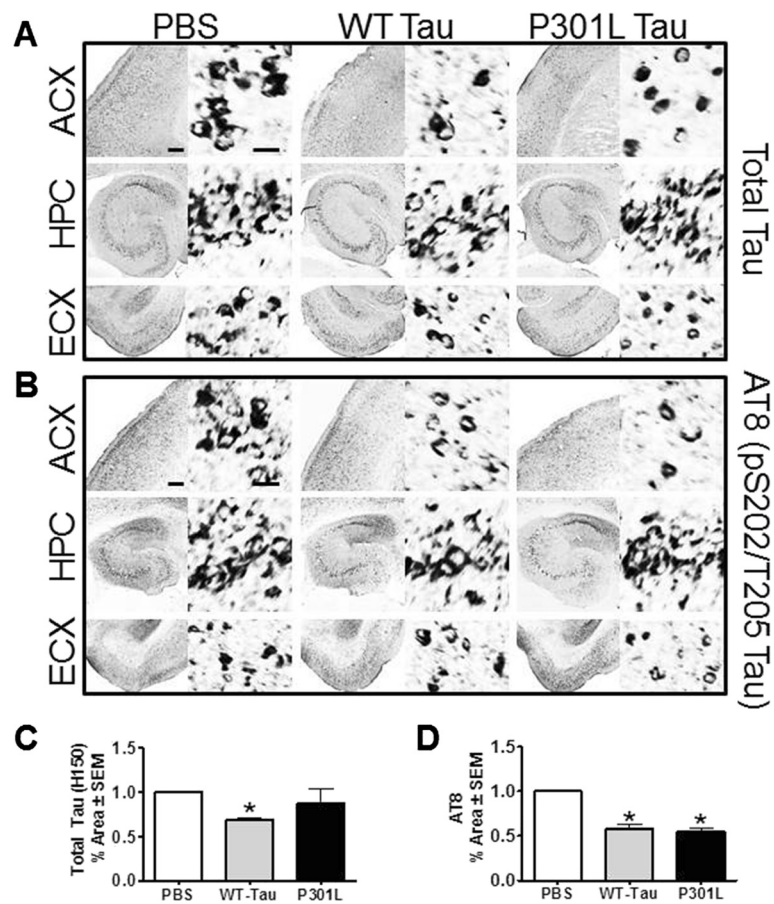 A
PBS
WT Tau
P301L Tau
ACX
HPC
ECX
Total Tau
B
ACX
HPC
ECX
AT8 (pS202/T205 Tau)
C
Total Tau (H150)
% Area ± SEM
1.5
1.0
0.5
0.0
*
PBS
WT-Tau
P301L
D
AT8
% Area ± SEM
1.5
1.0
0.5
0.0
*
*
PBS
WT-Tau
P301L